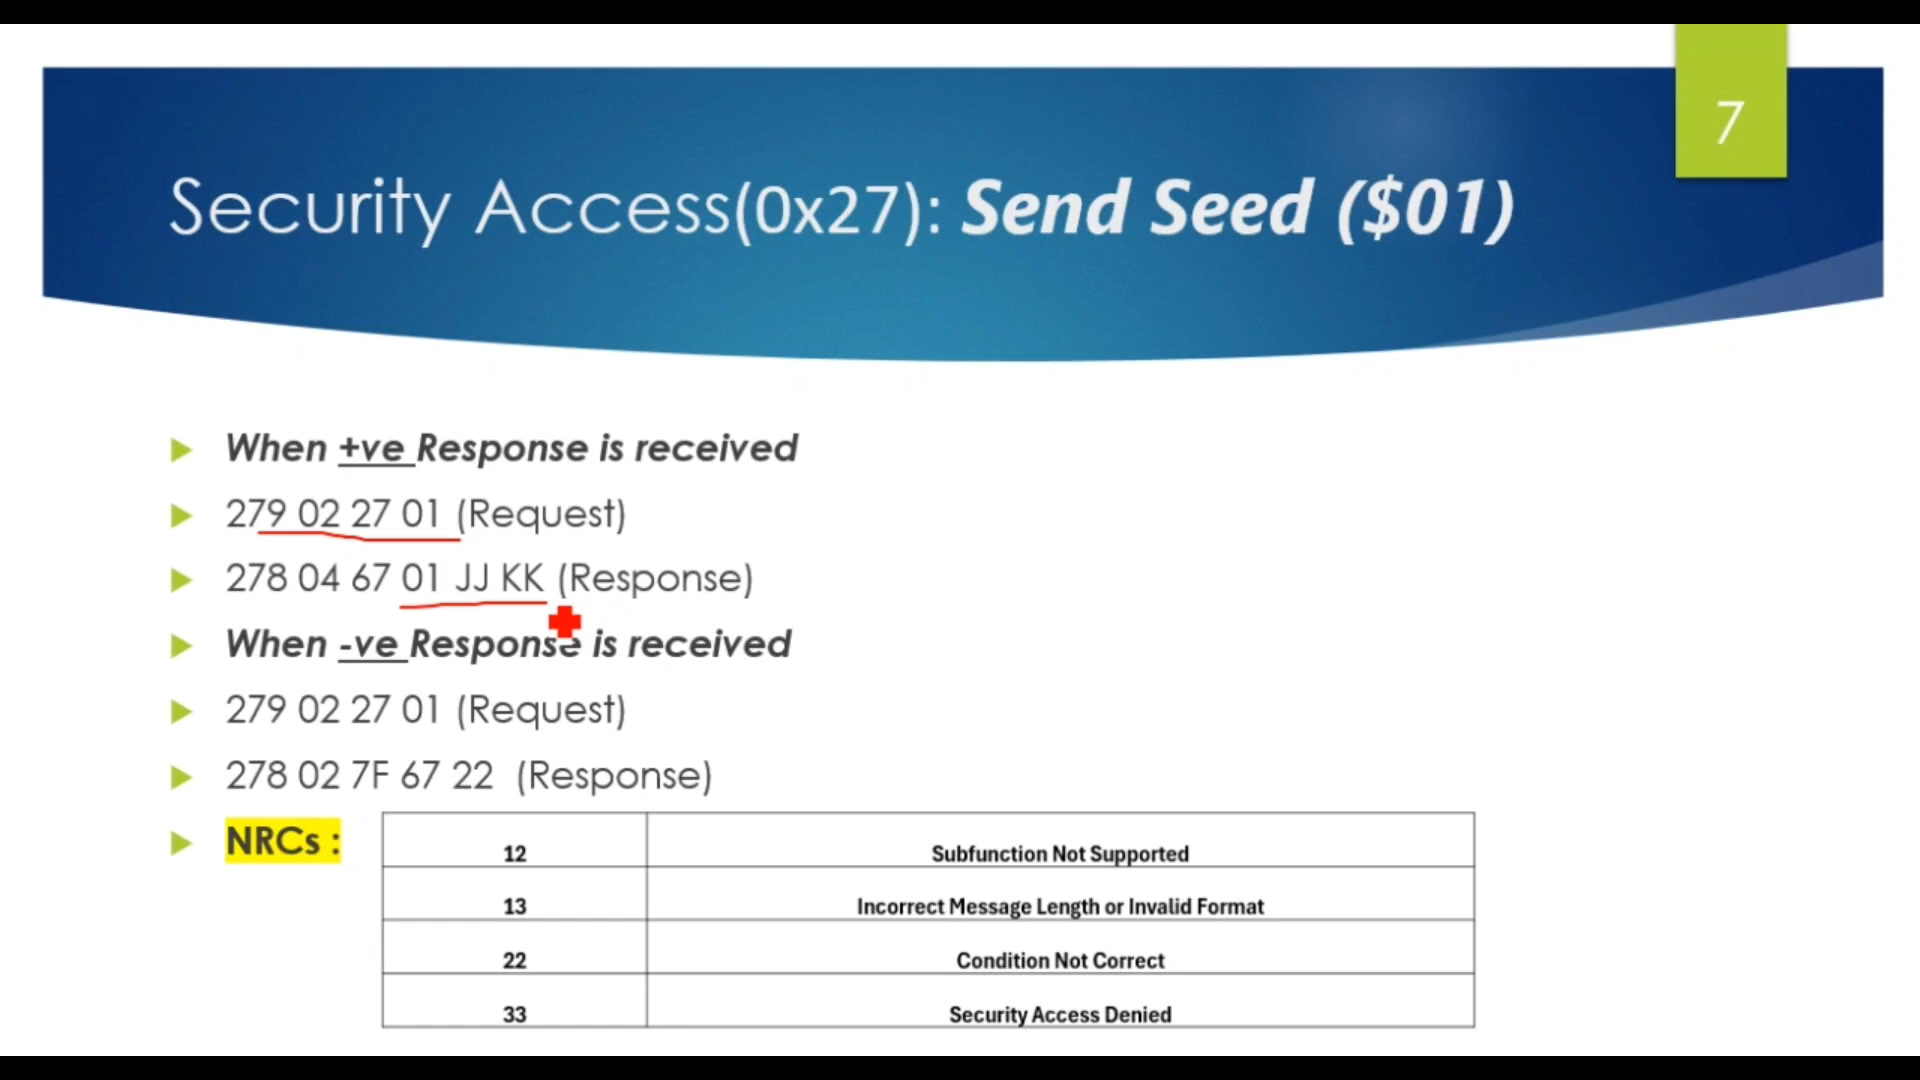 7
Security Access(0x27): Send Seed ($01)
When +ve Response is received
279 02 27 01 (Request)
278 04 67 01 JJ KK (Response)
When -ve Response is received
279 02 27 01 (Request)
278 02 7F 67 22 (Response)
NRCs :
12 Subfunction Not Supported
13 Incorrect Message Length or Invalid Format
22 Condition Not Correct
33 Security Access Denied